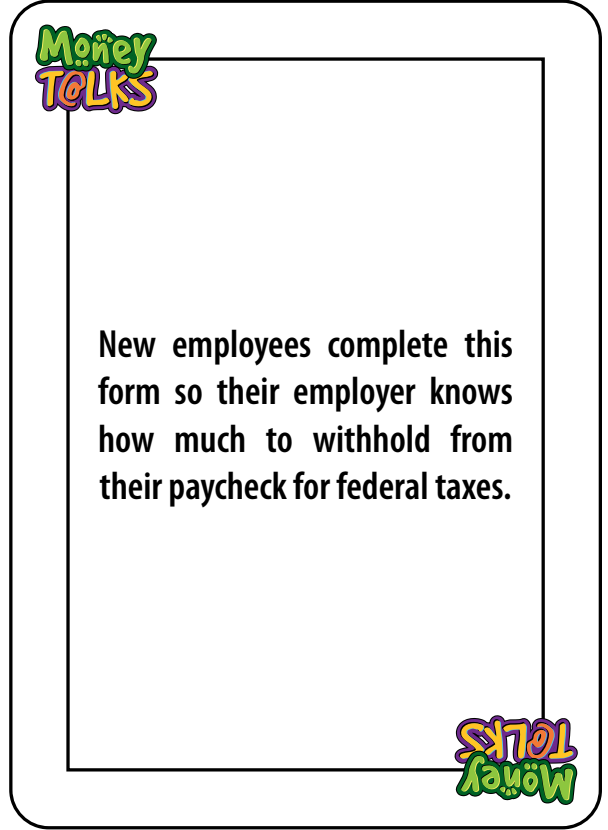 Money
T@LKS
New employees complete this
form so their employer knows
how much to withhold from
their paycheck for federal taxes.
Money
T@LKS